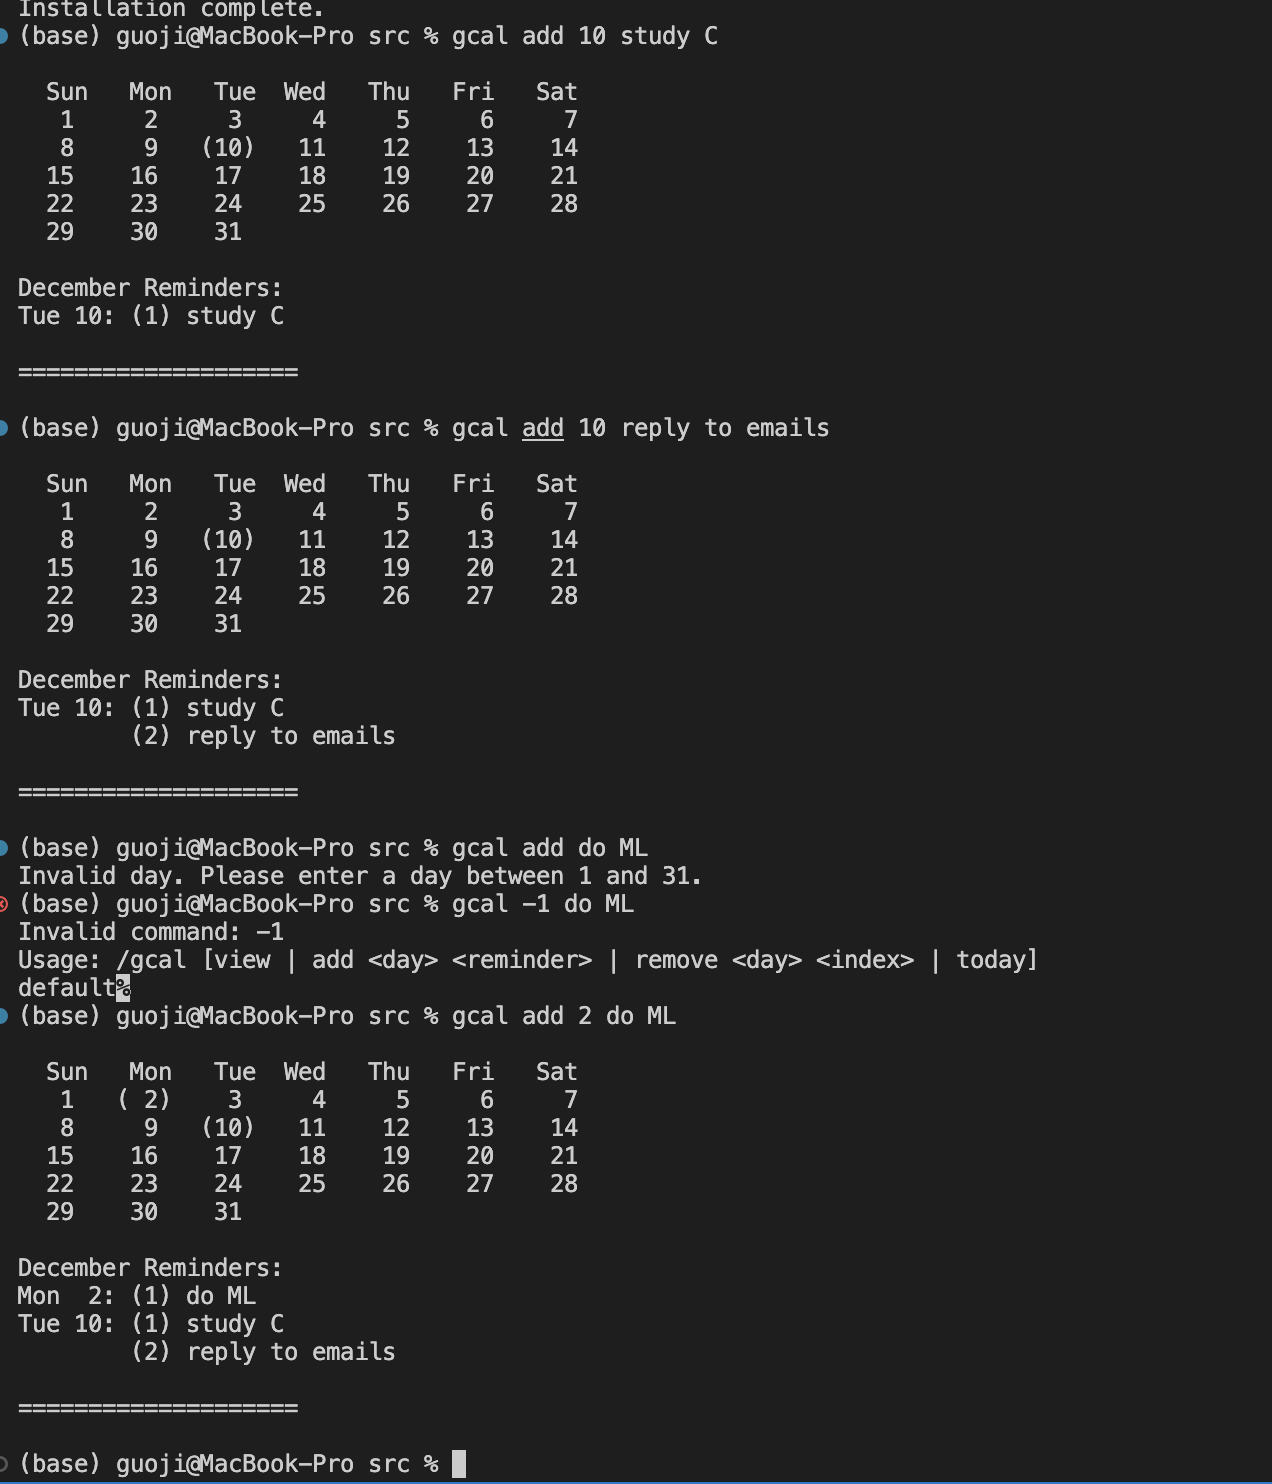 Installation complete.
(base) guoji@MacBook-Pro src % gcal add 10 study C
Sun Mon Tue Wed Thu Fri Sat
1 2 3 4 5 6 7
8 9 (10) 11 12 13 14
15 16 17 18 19 20 21
22 23 24 25 26 27 28
29 30 31
December Reminders:
Tue 10: (1) study C
====================
(base) guoji@MacBook-Pro src % gcal add 10 reply to emails
Sun Mon Tue Wed Thu Fri Sat
1 2 3 4 5 6 7
8 9 (10) 11 12 13 14
15 16 17 18 19 20 21
22 23 24 25 26 27 28
29 30 31
December Reminders:
Tue 10: (1) study C
(2) reply to emails
====================
(base) guoji@MacBook-Pro src % gcal add do ML
Invalid day. Please enter a day between 1 and 31.
(base) guoji@MacBook-Pro src % gcal -1 do ML
Invalid command: -1
Usage: /gcal [view | add <day> <reminder> | remove <day> <index> | today]
default%
(base) guoji@MacBook-Pro src % gcal add 2 do ML
Sun Mon Tue Wed Thu Fri Sat
1 ( 2) 3 4 5 6 7
8 9 (10) 11 12 13 14
15 16 17 18 19 20 21
22 23 24 25 26 27 28
29 30 31
December Reminders:
Mon  2: (1) do ML
Tue 10: (1) study C
(2) reply to emails
====================
(base) guoji@MacBook-Pro src %